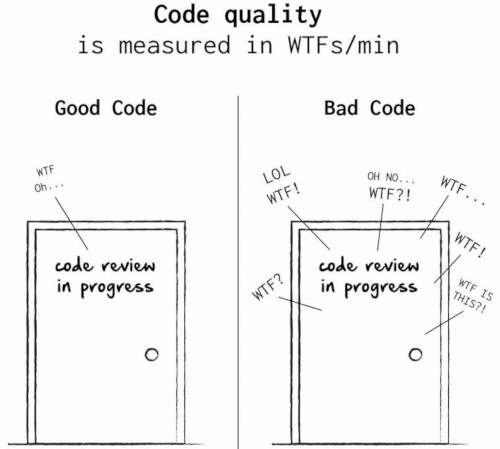 Code quality
is measured in WTFs/min
Good Code
WTF
Oh...
code review
in progress
Bad Code
LOL
WTF!
OH NO...
WTF?!
WTF...
WTF!
WTF?
WTF IS
THIS?!
code review
in progress